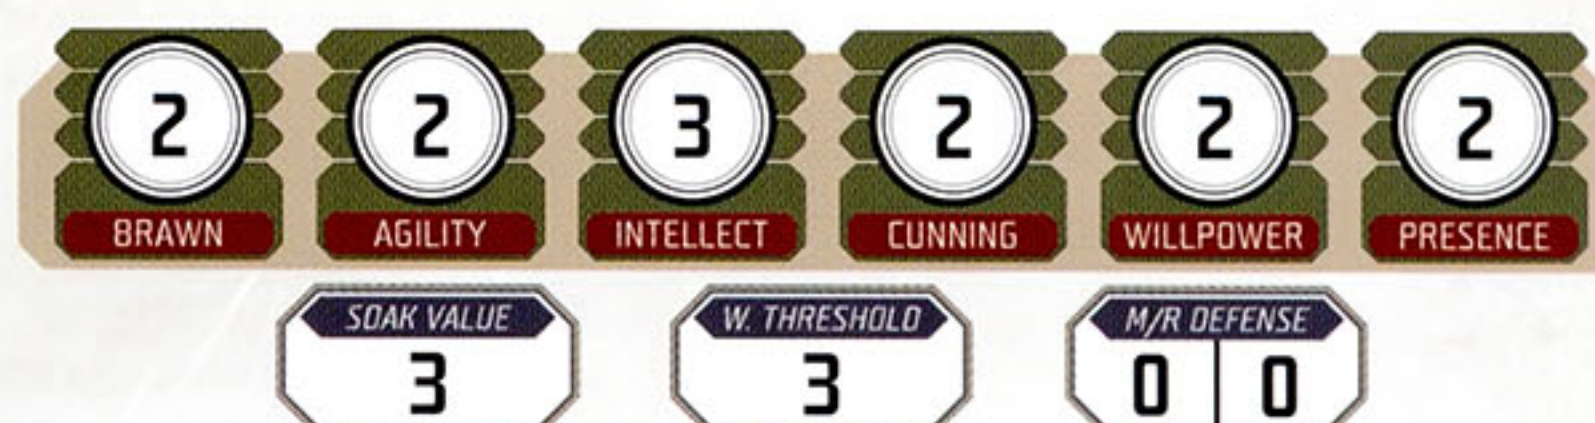 2 2 3 2 2 2
BRAWN AGILITY INTELLECT CUNNING WILLPOWER PRESENCE
SOAK VALUE W. THRESHOLD M/R DEFENSE
3 3 0 0